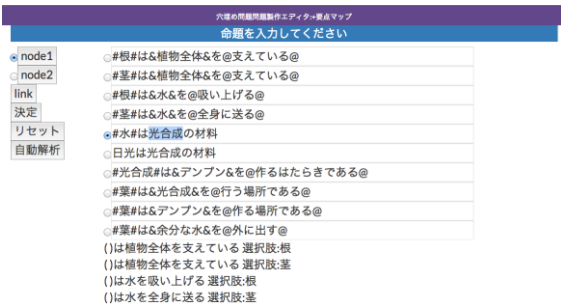 穴埋め問題問題製作エディタ:+要点マップ
命題を入力してください
node1
node2
link
決定
リセット
自動解析
#根#は&植物全体&を@支えている@
#茎#は&植物全体&を@支えている@
#根#は&水&を@吸い上げる@
#茎#は&水&を@全身に送る@
#水#は光合成の材料
日光は光合成の材料
#光合成#は&デンプン&を@作るはたらきである@
#葉#は&光合成&を@行う場所である@
#葉#は&デンプン&を@作る場所である@
#葉#は&余分な水&を@外に出す@
()は植物全体を支えている 選択肢:根
()は植物全体を支えている 選択肢:茎
()は水を吸い上げる 選択肢:根
()は水を全身に送る 選択肢:茎